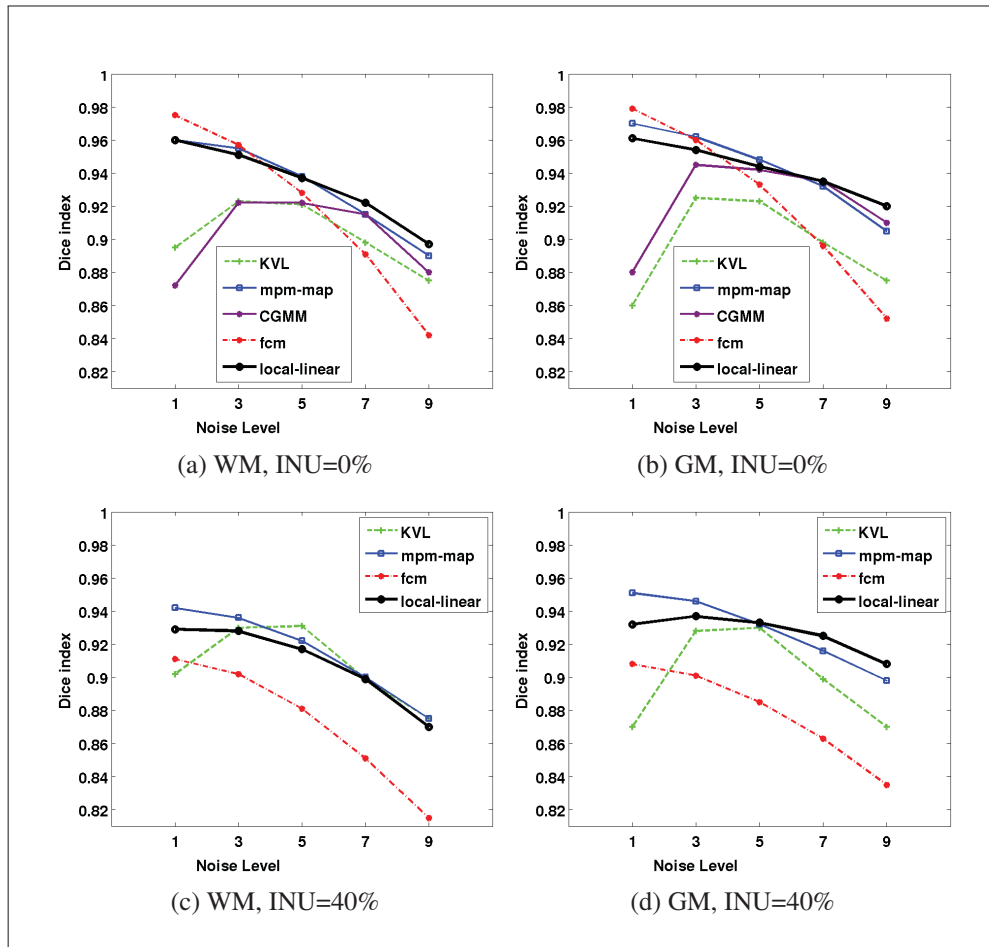 1
0.98
0.96
0.94
0.92
0.9
0.88
0.86
0.84
0.82
Dice index
KVL
mpm-map
CGMM
fcm
local-linear
1 3 5 7 9
Noise Level
(a) WM, INU=0%
1
0.98
0.96
0.94
0.92
0.9
0.88
0.86
0.84
0.82
Dice index
KVL
mpm-map
CGMM
fcm
local-linear
1 3 5 7 9
Noise Level
(b) GM, INU=0%
1
0.98
0.96
0.94
0.92
0.9
0.88
0.86
0.84
0.82
Dice index
KVL
mpm-map
fcm
local-linear
1 3 5 7 9
Noise Level
(c) WM, INU=40%
1
0.98
0.96
0.94
0.92
0.9
0.88
0.86
0.84
0.82
Dice index
KVL
mpm-map
fcm
local-linear
1 3 5 7 9
Noise Level
(d) GM, INU=40%